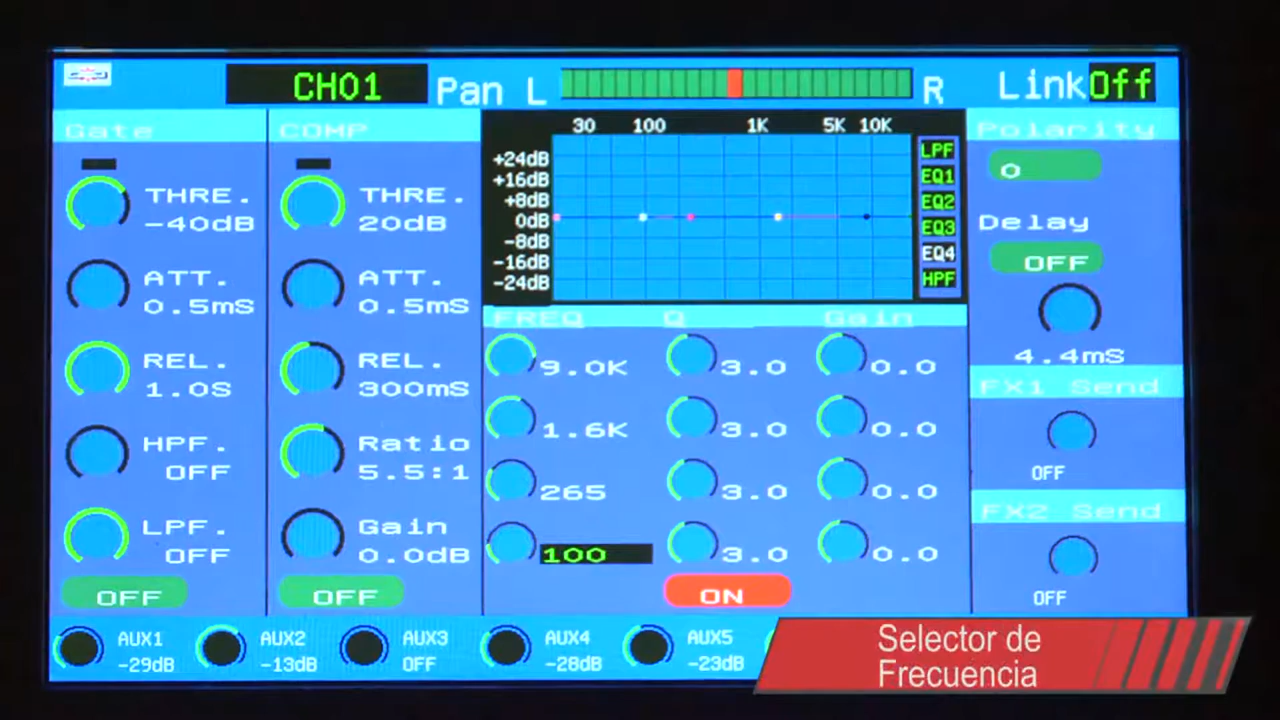 CH01
Pan L
R
Link Off
Gate
THRE.
-40dB
ATT.
0.5mS
REL.
1.0S
HPF.
OFF
LPF.
OFF
OFF
COMP
THRE.
20dB
ATT.
0.5mS
REL.
300mS
Ratio
5.5:1
Gain
0.0dB
OFF
30 100 1K 5K 10K
+24dB
+16dB
+8dB
0dB
-8dB
-16dB
-24dB
LPF
EQ1
EQ2
EQ3
EQ4
HPF
FREQ Q Gain
9.0K 3.0 0.0
1.6K 3.0 0.0
265 3.0 0.0
100 3.0 0.0
ON
Polarity
0
Delay
OFF
4.4mS
FX1 Send
OFF
FX2 Send
OFF
AUX1
-29dB
AUX2
-13dB
AUX3
OFF
AUX4
-28dB
AUX5
-23dB
Selector de
Frecuencia